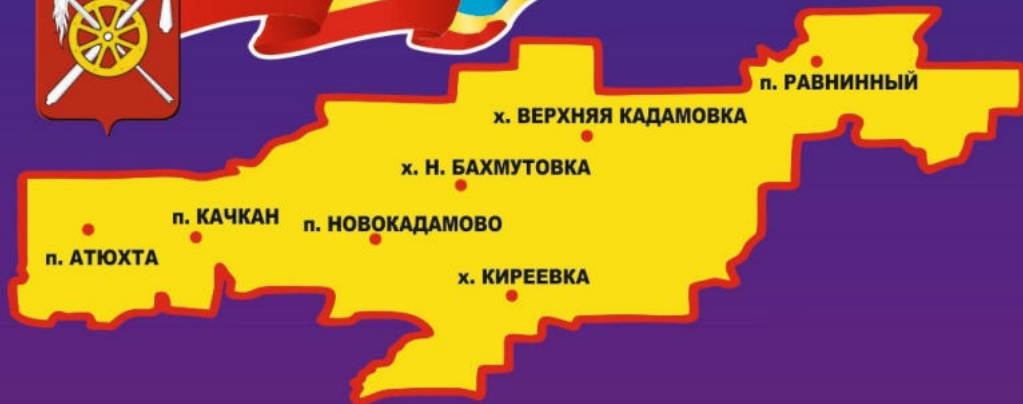 п. РАВНИННЫЙ
х. ВЕРХНЯЯ КАДАМОВКА
х. Н. БАХМУТОВКА
п. КАЧКАН
п. НОВОКАДАМОВО
п. АТЮХТА
х. КИРЕЕВКА